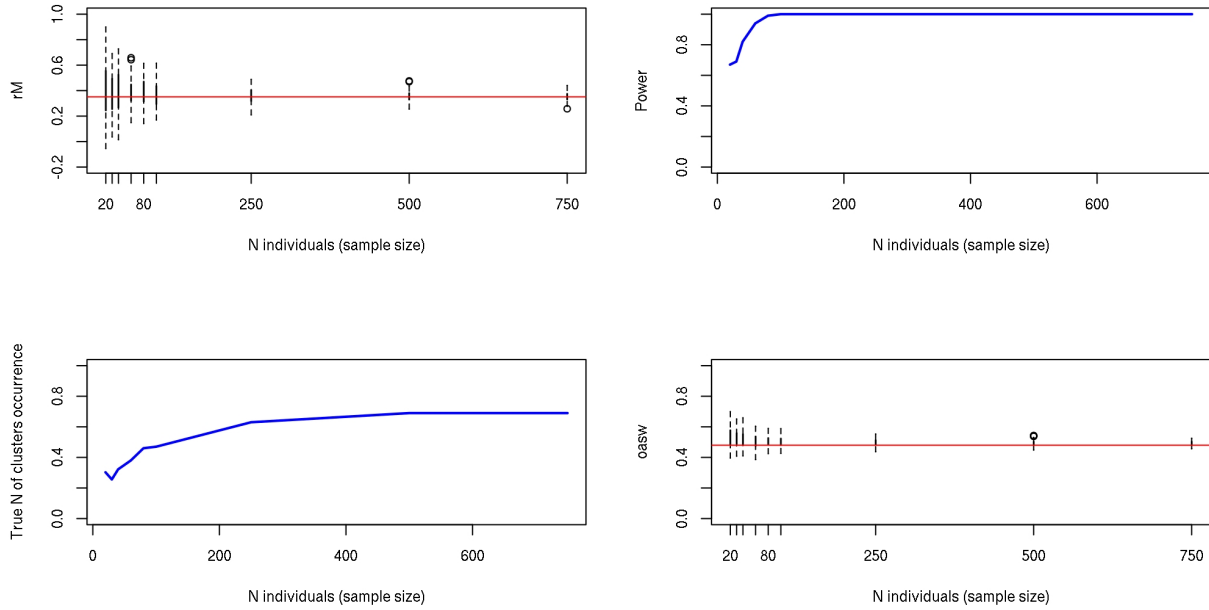 rM
1.0
0.6
0.2
-0.2
20 80 250 500 750
N individuals (sample size)
Power
0.8
0.4
0.0
0 200 400 600
N individuals (sample size)
True N of clusters occurrence
0.8
0.4
0.0
0 200 400 600
N individuals (sample size)
oasw
0.8
0.4
0.0
20 80 250 500 750
N individuals (sample size)